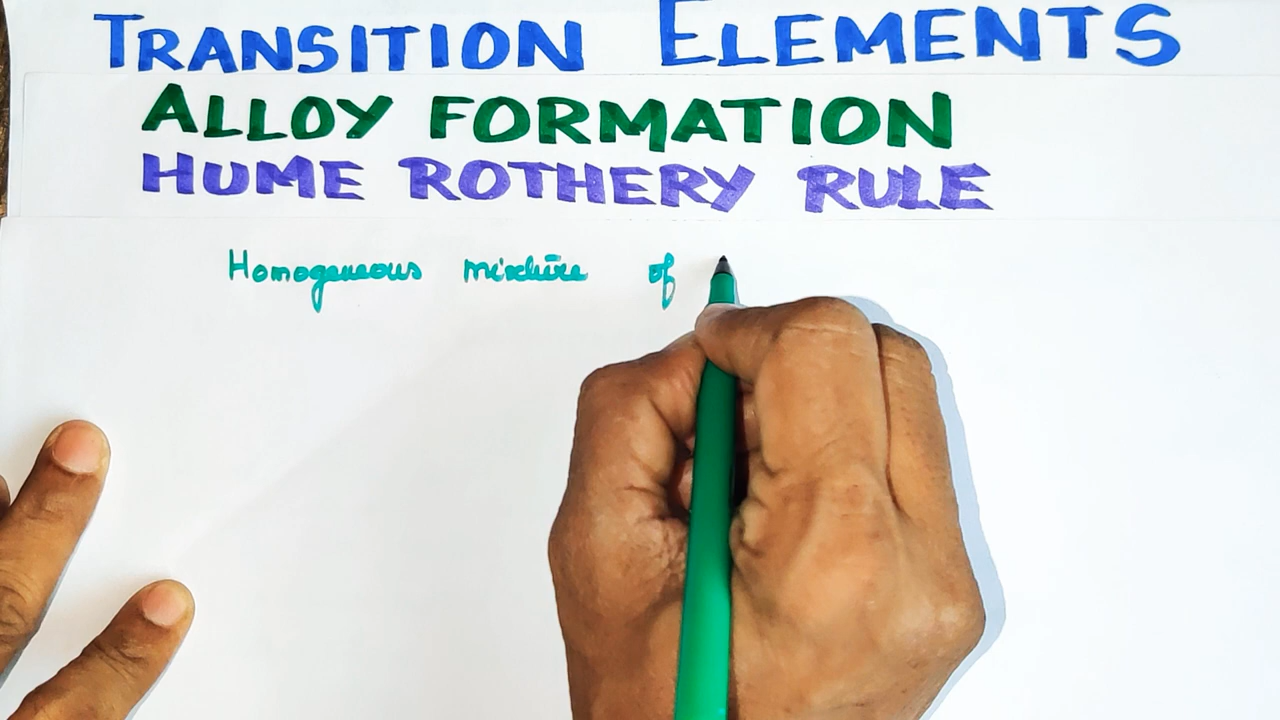 TRANSITION ELEMENTS
ALLOY FORMATION
HUME ROTHERY RULE
Homogeneous mixture of